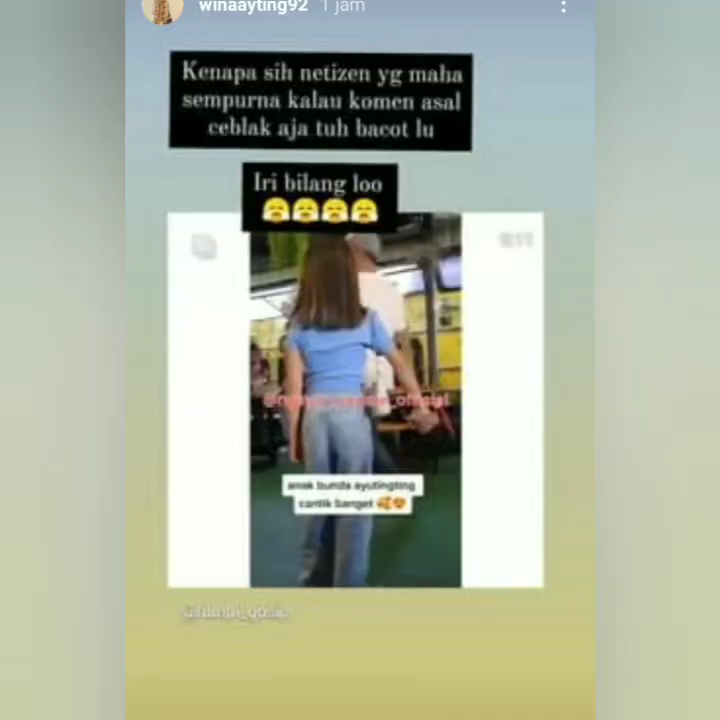 winaayting92 1 jam
Kenapa sih netizen yg maha
sempurna kalau komen asal
ceblak aja tuh bacot lu
Iri bilang loo
anak bunda ayutingting
cantik banget